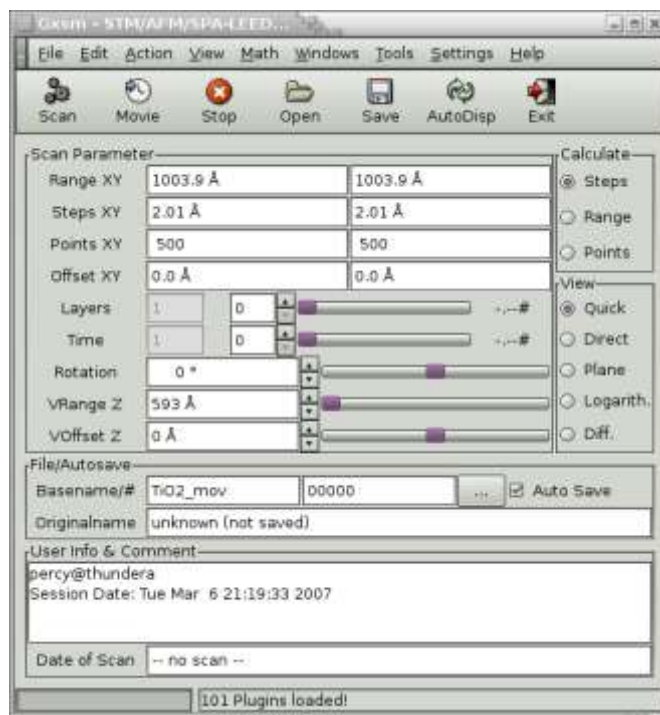 Gxsm - STM/AFM/SPA-LEED...
File Edit Action View Math Windows Tools Settings Help
Scan Movie Stop Open Save AutoDisp Exit
Scan Parameter
Range XY 1003.9 Å 1003.9 Å
Steps XY 2.01 Å 2.01 Å
Points XY 500 500
Offset XY 0.0 Å 0.0 Å
Layers 1 0 -.--#
Time 1 0 -.--#
Rotation 0 °
VRange Z 593 Å
VOffset Z 0 Å
Calculate
Steps
Range
Points
View
Quick
Direct
Plane
Logarith.
Diff.
File/Autosave
Basename/# TiO2_mov 00000 ... Auto Save
Originalname unknown (not saved)
User Info & Comment
percy@thundera
Session Date: Tue Mar  6 21:19:33 2007
Date of Scan -- no scan --
101 Plugins loaded!